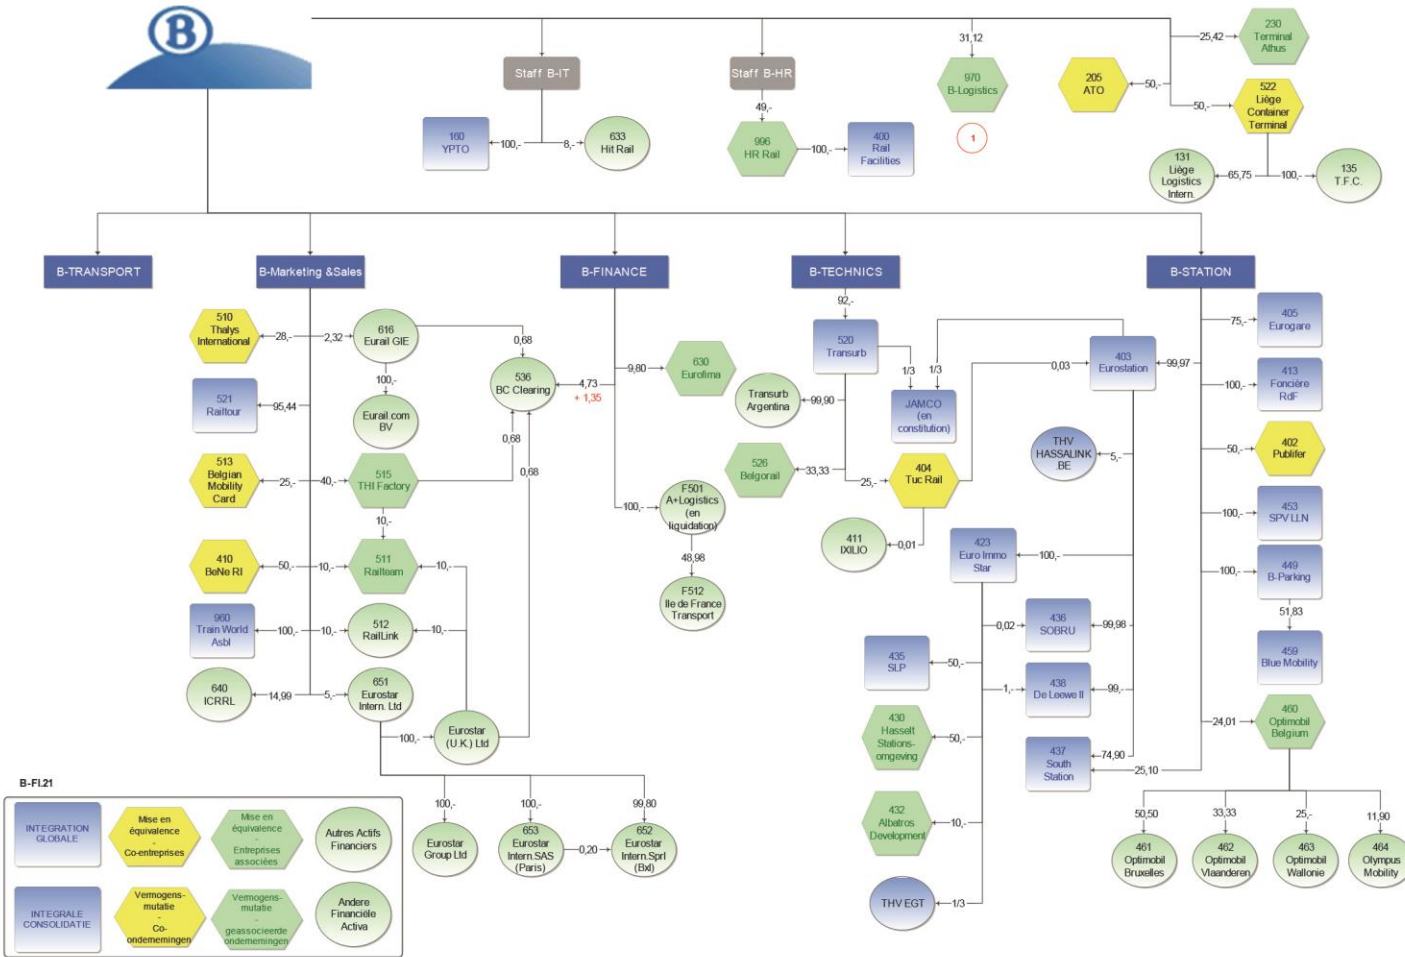 B
Staff B-IT
Staff B-HR
31,12
25,42
230
Terminal
Athus
970
B-Logistics
205
ATO
50,-
522
Liège
Container
Terminal
50,-
49,-
1
160
YPTO
100,-
8,-
633
Hit Rail
996
HR Rail
100,-
400
Rail
Facilities
131
Liège
Logistics
Intern.
65,75
100,-
135
T.F.C.
B-TRANSPORT
B-Marketing &Sales
B-FINANCE
B-TECHNICS
B-STATION
92,-
510
Thalys
International
28,-
2,32
616
Eurail GIE
0,68
100,-
536
BC Clearing
4,73
+ 1,35
9,80
630
Eurofima
520
Transurb
1/3
1/3
0,03
403
Eurostation
99,97
75,-
405
Eurogare
521
Railtour
95,44
Eurail.com
BV
Transurb
Argentina
99,90
JAMCO
(en
constitution)
100,-
413
Foncière
RdF
0,68
0,68
THV
HASSALINK
.BE
5,-
50,-
402
Publifer
513
Belgian
Mobility
Card
25,-
40,-
515
THI Factory
10,-
526
Belgorail
33,33
25,-
404
Tuc Rail
100,-
F501
A+Logistics
(en
liquidation)
48,98
F512
Ile de France
Transport
411
IXILIO
0,01
100,-
453
SPV LLN
423
Euro Immo
Star
100,-
100,-
449
B-Parking
51,83
410
BeNe RI
50,-
10,-
511
Railteam
10,-
960
Train World
Asbl
100,-
10,-
512
RailLink
10,-
0,02
436
SOBRU
99,98
459
Blue Mobility
435
SLP
50,-
640
ICRRL
14,99
5,-
651
Eurostar
Intern. Ltd
1,-
438
De Leewe II
99,-
100,-
Eurostar
(U.K.) Ltd
430
Hasselt
Stations-
omgeving
50,-
24,01
460
Optimobil
Belgium
437
South
Station
74,90
25,10
100,-
100,-
99,80
Eurostar
Group Ltd
653
Eurostar
Intern.SAS
(Paris)
0,20
652
Eurostar
Intern.Sprl
(Bxl)
432
Albatros
Development
10,-
50,50
33,33
25,-
11,90
461
Optimobil
Bruxelles
462
Optimobil
Vlaanderen
463
Optimobil
Wallonie
464
Olympus
Mobility
THV EGT
1/3
B-FI.21
INTEGRATION
GLOBALE
Mise en
équivalence
-
Co-entreprises
Mise en
équivalence
-
Entreprises
associées
Autres Actifs
Financiers
INTEGRALE
CONSOLIDATIE
Vermogens-
mutatie
-
Co-
ondernemingen
Vermogens-
mutatie
-
geassocieerde
ondernemingen
Andere
Financiële
Activa